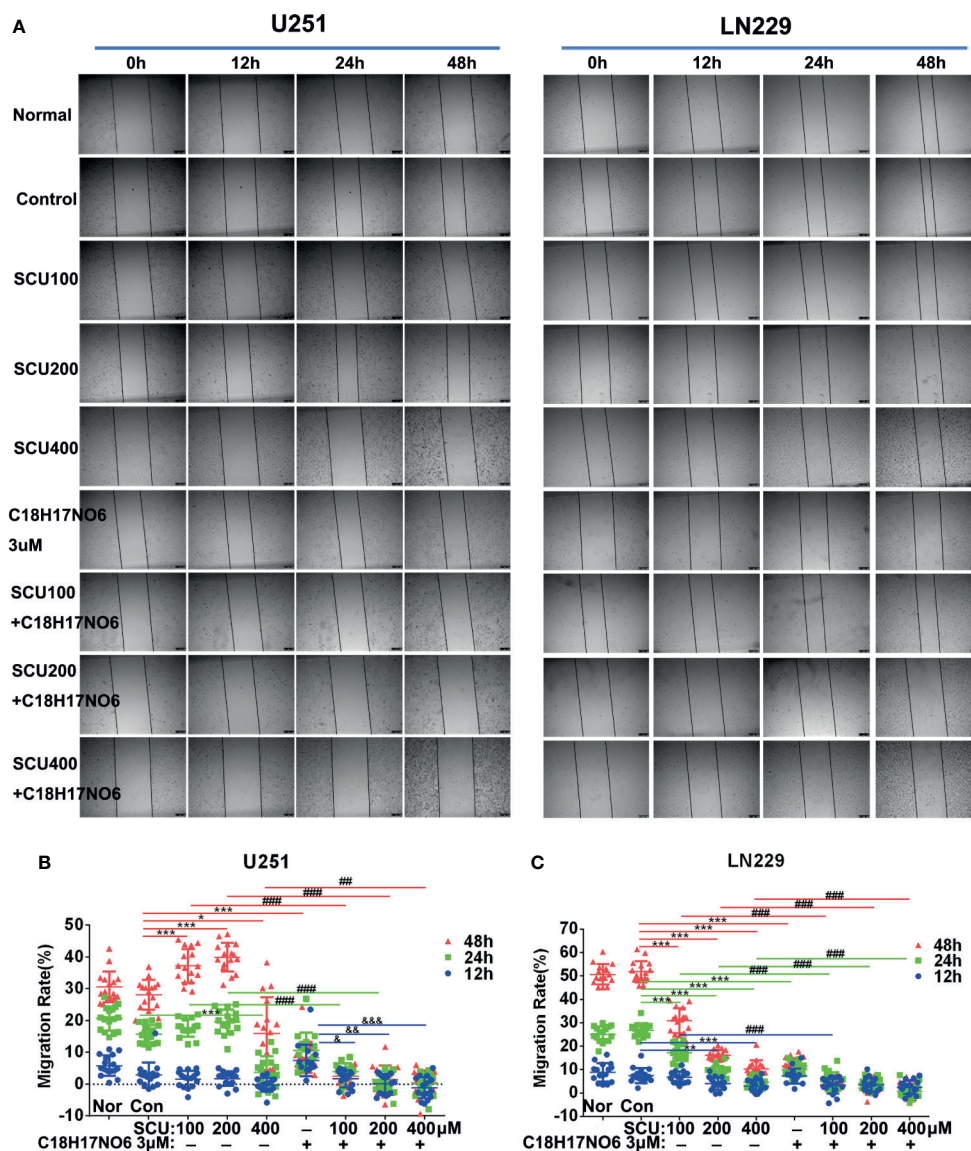 A
U251
LN229
0h 12h 24h 48h
0h 12h 24h 48h
Normal
Control
SCU100
SCU200
SCU400
C18H17NO6
3uM
SCU100
+C18H17NO6
SCU200
+C18H17NO6
SCU400
+C18H17NO6
B
U251
Migration Rate(%)
50
40
30
20
10
0
-10
##
###
###
***
*
***
***
###
###
***
&&&
&&
&
48h
24h
12h
Nor Con
SCU: 100 200 400 – 100 200 400 μM
C18H17NO6 3μM: – – – + + + +
C
LN229
Migration Rate(%)
70
60
50
40
30
20
10
0
-10
###
###
###
***
***
***
***
###
###
###
***
***
***
***
###
***
**
48h
24h
12h
Nor Con
SCU: 100 200 400 – 100 200 400μM
C18H17NO6 3μM: – – – + + + +